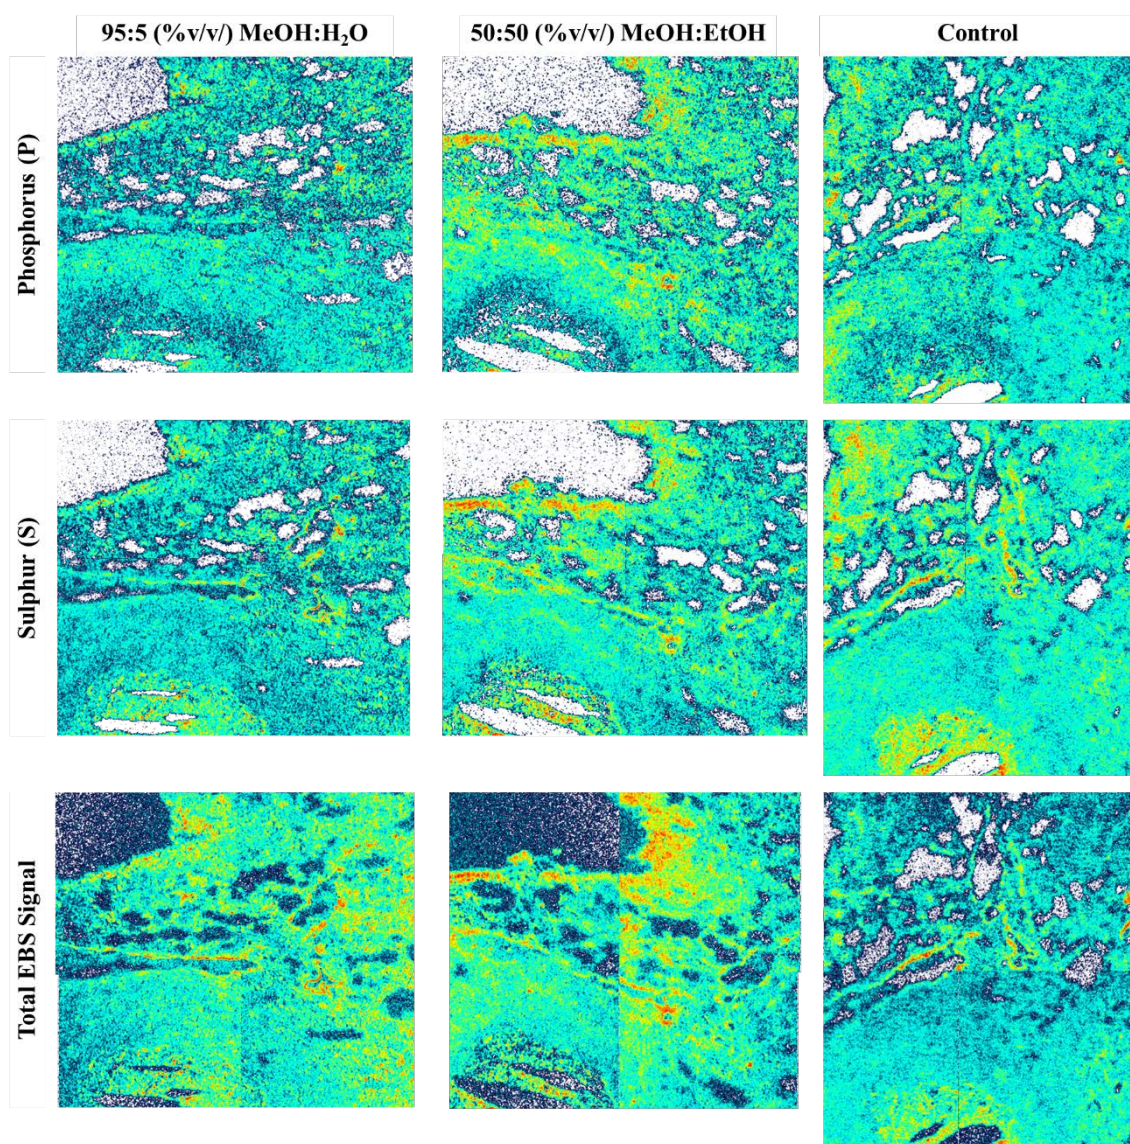 95:5 (%v/v/) MeOH:H₂O
50:50 (%v/v/) MeOH:EtOH
Control
Phosphorus (P)
Sulphur (S)
Total EBS Signal